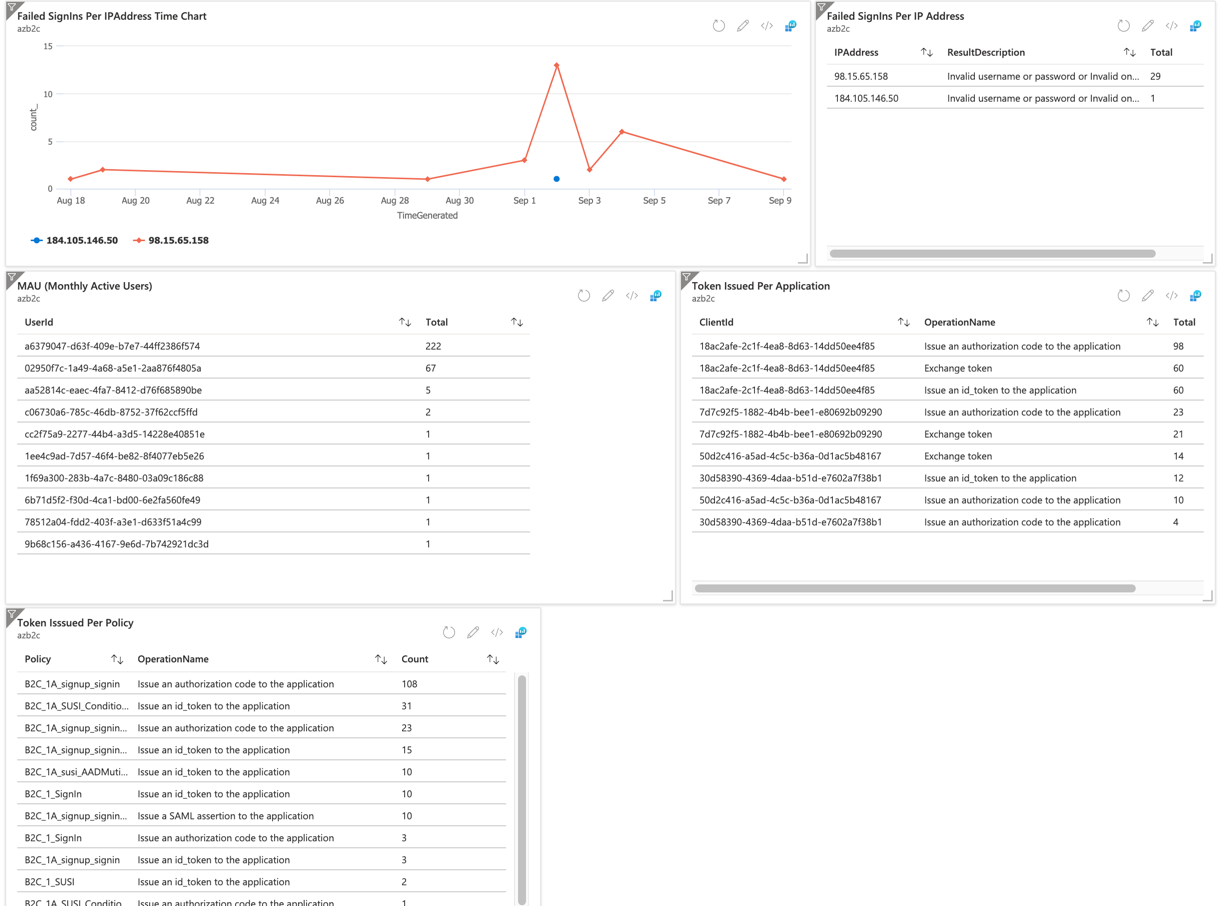 Failed SignIns Per IPAddress Time Chart
azb2c
15
10
5
0
count_
Aug 18 Aug 20 Aug 22 Aug 24 Aug 26 Aug 28 Aug 30 Sep 1 Sep 3 Sep 5 Sep 7 Sep 9
TimeGenerated
184.105.146.50 98.15.65.158
Failed SignIns Per IP Address
azb2c
IPAddress ResultDescription Total
98.15.65.158 Invalid username or password or Invalid on... 29
184.105.146.50 Invalid username or password or Invalid on... 1
MAU (Monthly Active Users)
azb2c
UserId Total
a6379047-d63f-409e-b7e7-44ff2386f574 222
02950f7c-1a49-4a68-a5e1-2aa876f4805a 67
aa52814c-eaec-4fa7-8412-d76f685890be 5
c06730a6-785c-46db-8752-37f62ccf5ffd 2
cc2f75a9-2277-44b4-a3d5-14228e40851e 1
1ee4c9ad-7d57-46f4-be82-8f4077eb5e26 1
1f69a300-283b-4a7c-8480-03a09c186c88 1
6b71d5f2-f30d-4ca1-bd00-6e2fa560fe49 1
78512a04-fdd2-403f-a3e1-d633f51a4c99 1
9b68c156-a436-4167-9e6d-7b742921dc3d 1
Token Issued Per Application
azb2c
ClientId OperationName Total
18ac2afe-2c1f-4ea8-8d63-14dd50ee4f85 Issue an authorization code to the application 98
18ac2afe-2c1f-4ea8-8d63-14dd50ee4f85 Exchange token 60
18ac2afe-2c1f-4ea8-8d63-14dd50ee4f85 Issue an id_token to the application 60
7d7c92f5-1882-4b4b-bee1-e80692b09290 Issue an authorization code to the application 23
7d7c92f5-1882-4b4b-bee1-e80692b09290 Exchange token 21
50d2c416-a5ad-4c5c-b36a-0d1ac5b48167 Exchange token 14
30d58390-4369-4daa-b51d-e7602a7f38b1 Issue an id_token to the application 12
50d2c416-a5ad-4c5c-b36a-0d1ac5b48167 Issue an authorization code to the application 10
30d58390-4369-4daa-b51d-e7602a7f38b1 Issue an authorization code to the application 4
Token Isssued Per Policy
azb2c
Policy OperationName Count
B2C_1A_signup_signin Issue an authorization code to the application 108
B2C_1A_SUSI_Conditio... Issue an id_token to the application 31
B2C_1A_signup_signin... Issue an authorization code to the application 23
B2C_1A_signup_signin... Issue an id_token to the application 15
B2C_1A_susi_AADMuti... Issue an id_token to the application 10
B2C_1_SignIn Issue an id_token to the application 10
B2C_1A_signup_signin... Issue a SAML assertion to the application 10
B2C_1_SignIn Issue an authorization code to the application 3
B2C_1A_signup_signin Issue an id_token to the application 3
B2C_1_SUSI Issue an id_token to the application 2
B2C_1A_SUSI_Conditio... Issue an authorization code to the application 1